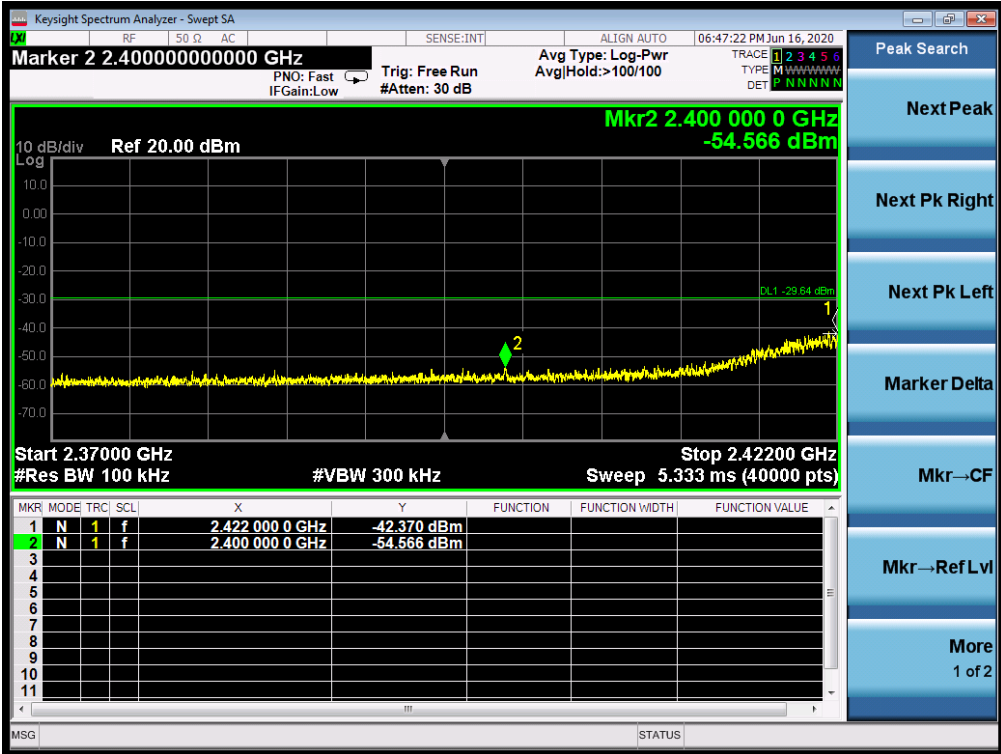 Keysight Spectrum Analyzer - Swept SA
LXI RF 50 Ω AC SENSE:INT ALIGN AUTO 06:47:22 PM Jun 16, 2020
Marker 2 2.400000000000 GHz
PNO: Fast
IFGain:Low
Trig: Free Run
#Atten: 30 dB
Avg Type: Log-Pwr
Avg|Hold:>100/100
TRACE 1 2 3 4 5 6
TYPE M W W W W W
DET P N N N N N
Mkr2 2.400 000 0 GHz
-54.566 dBm
10 dB/div Ref 20.00 dBm
Log
10.0
0.00
-10.0
-20.0
-30.0
-40.0
-50.0
-60.0
-70.0
DL1 -29.64 dBm
1
2
Start 2.37000 GHz Stop 2.42200 GHz
#Res BW 100 kHz #VBW 300 kHz Sweep 5.333 ms (40000 pts)
MKR MODE TRC SCL X Y FUNCTION FUNCTION WIDTH FUNCTION VALUE
1 N 1 f 2.422 000 0 GHz -42.370 dBm
2 N 1 f 2.400 000 0 GHz -54.566 dBm
3
4
5
6
7
8
9
10
11
MSG STATUS
Peak Search
Next Peak
Next Pk Right
Next Pk Left
Marker Delta
Mkr→CF
Mkr→Ref Lvl
More
1 of 2